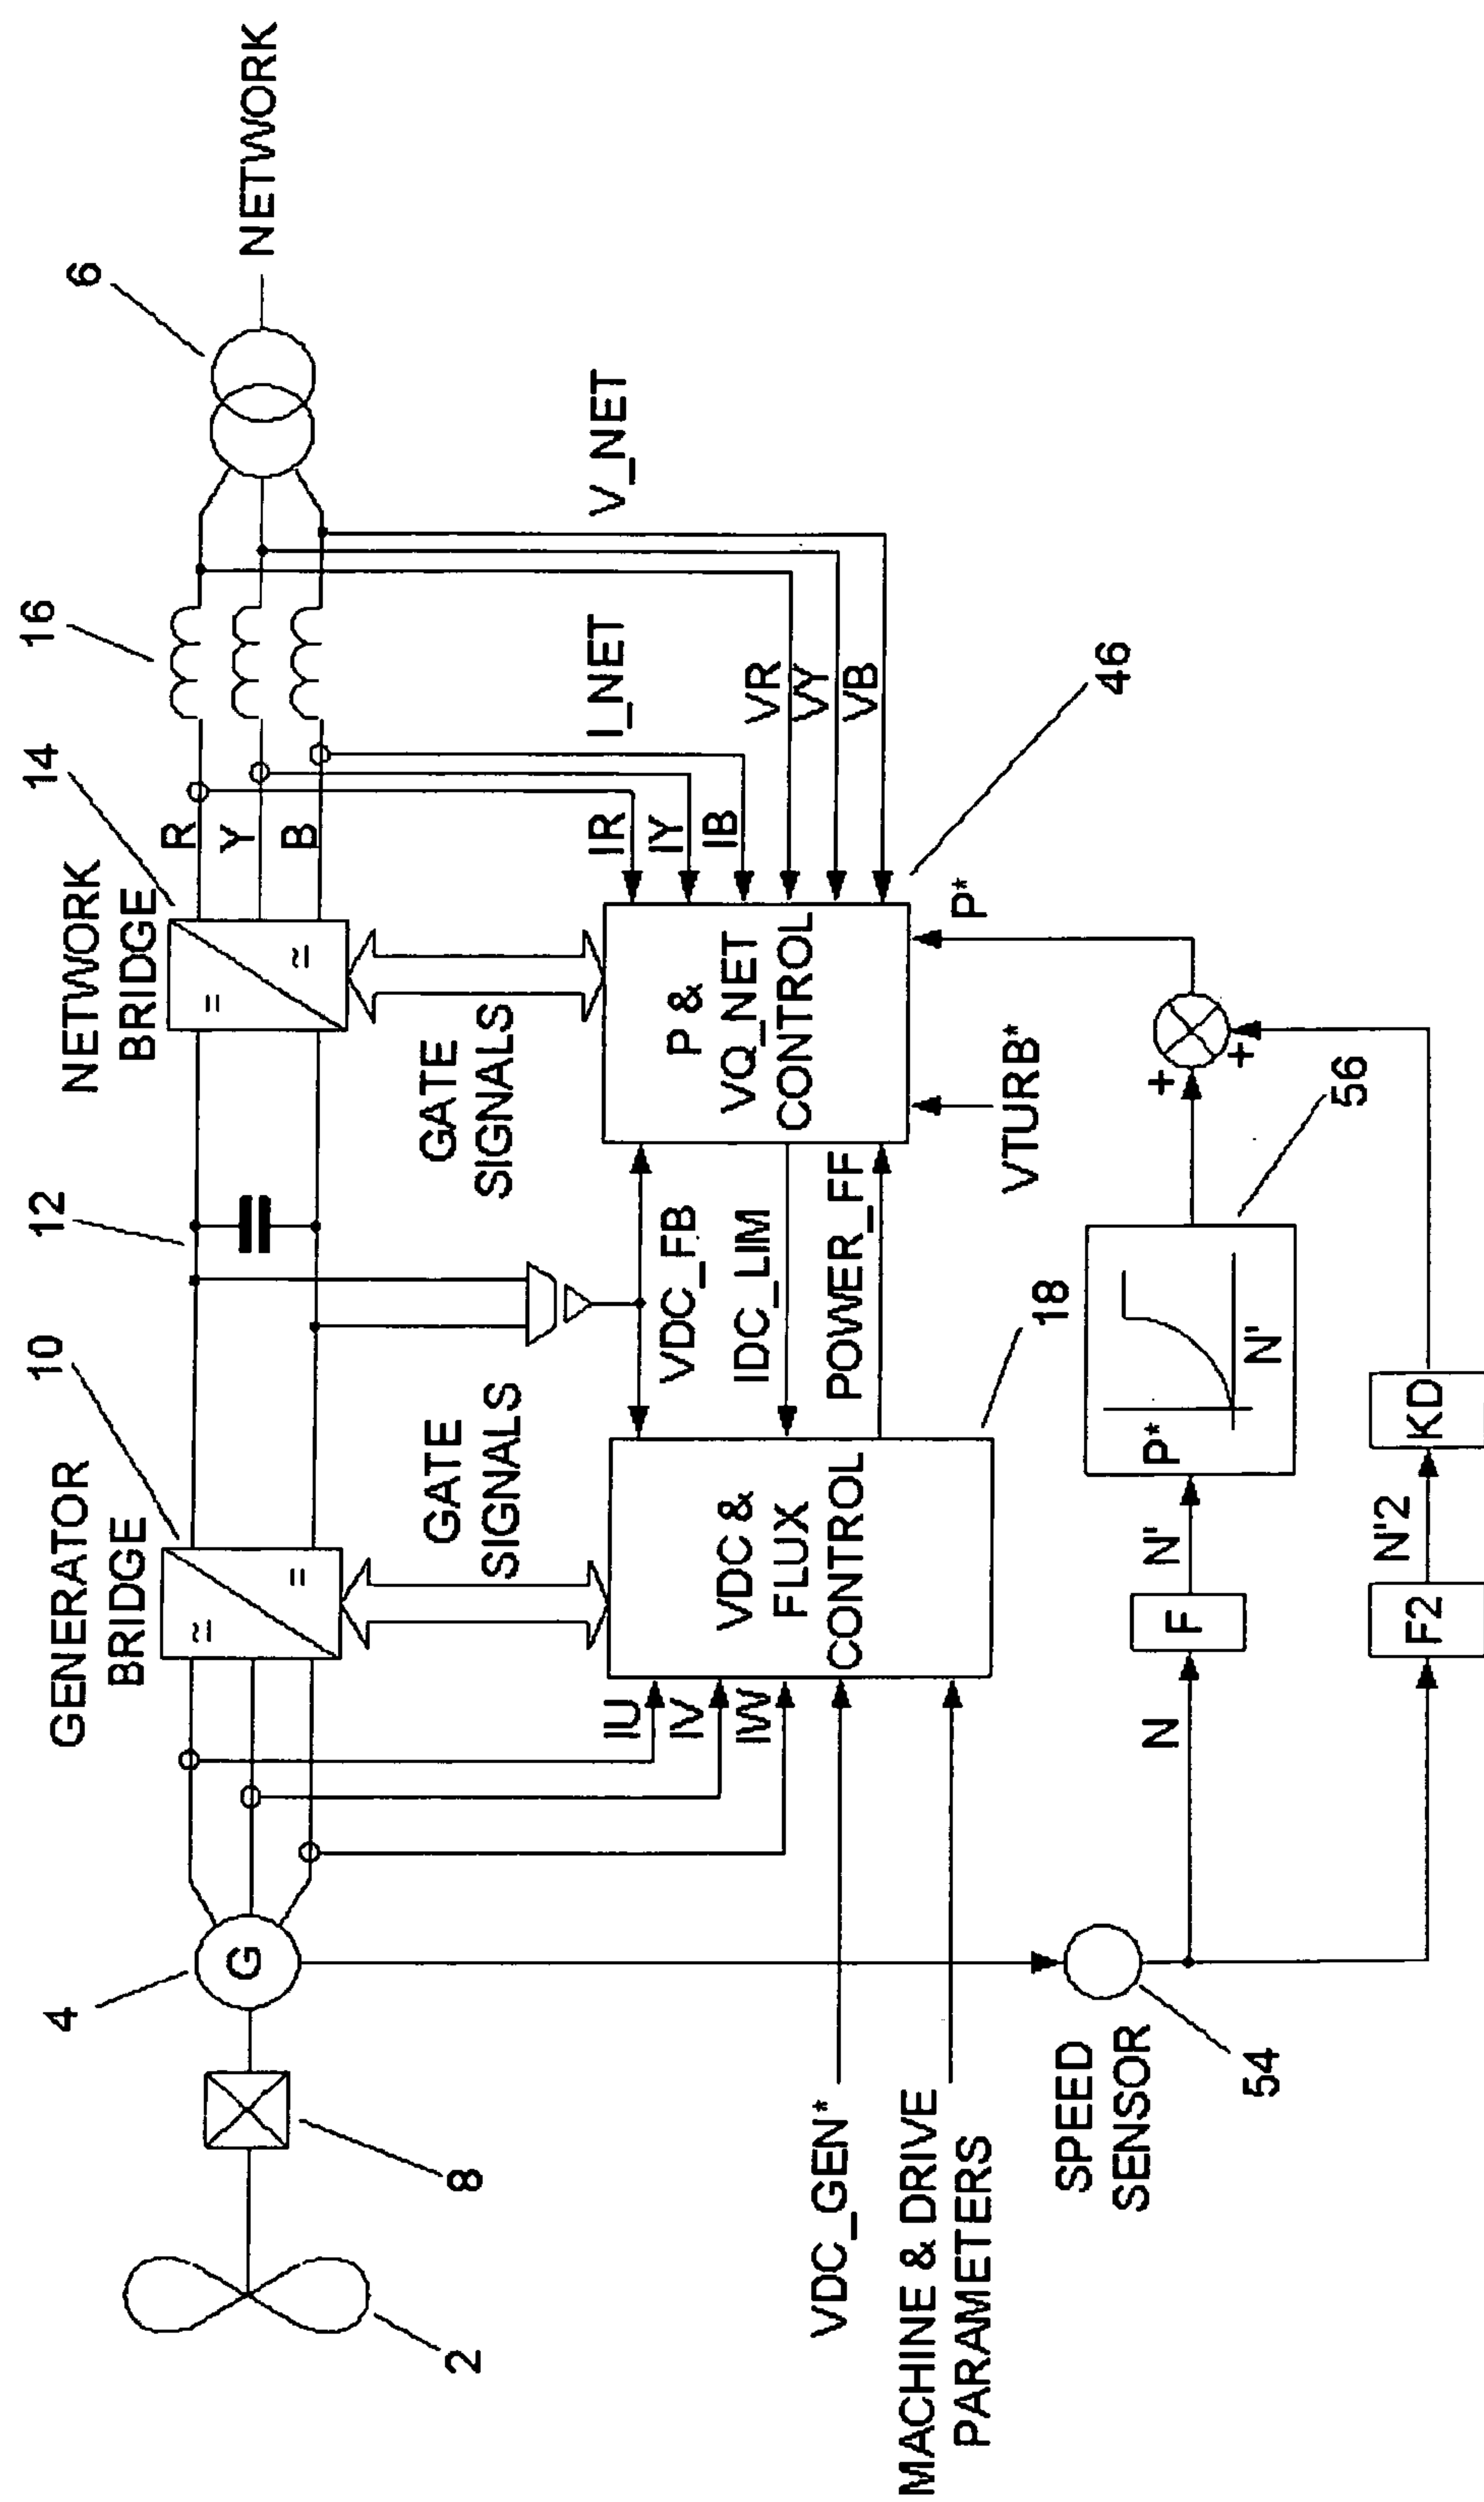 NETWORK
6
16
14
NETWORK
BRIDGE
R
Y
B
=
≃
12
10
GENERATOR
BRIDGE
≃
=
4
G
8
2
V_NET
I_NET
IR
IY
IB
VR
VY
VB
46
GATE
SIGNALS
P &
VQ_NET
CONTROL
P*
VTURB*
VDC_FB
IDC_LIM
POWER_FF
GATE
SIGNALS
VDC &
FLUX
CONTROL
18
IU
IV
IW
VDC_GEN*
MACHINE & DRIVE
PARAMETERS
SPEED
SENSOR
54
N
F
N'
P*
N'
56
+
+
F2
N'2
KD